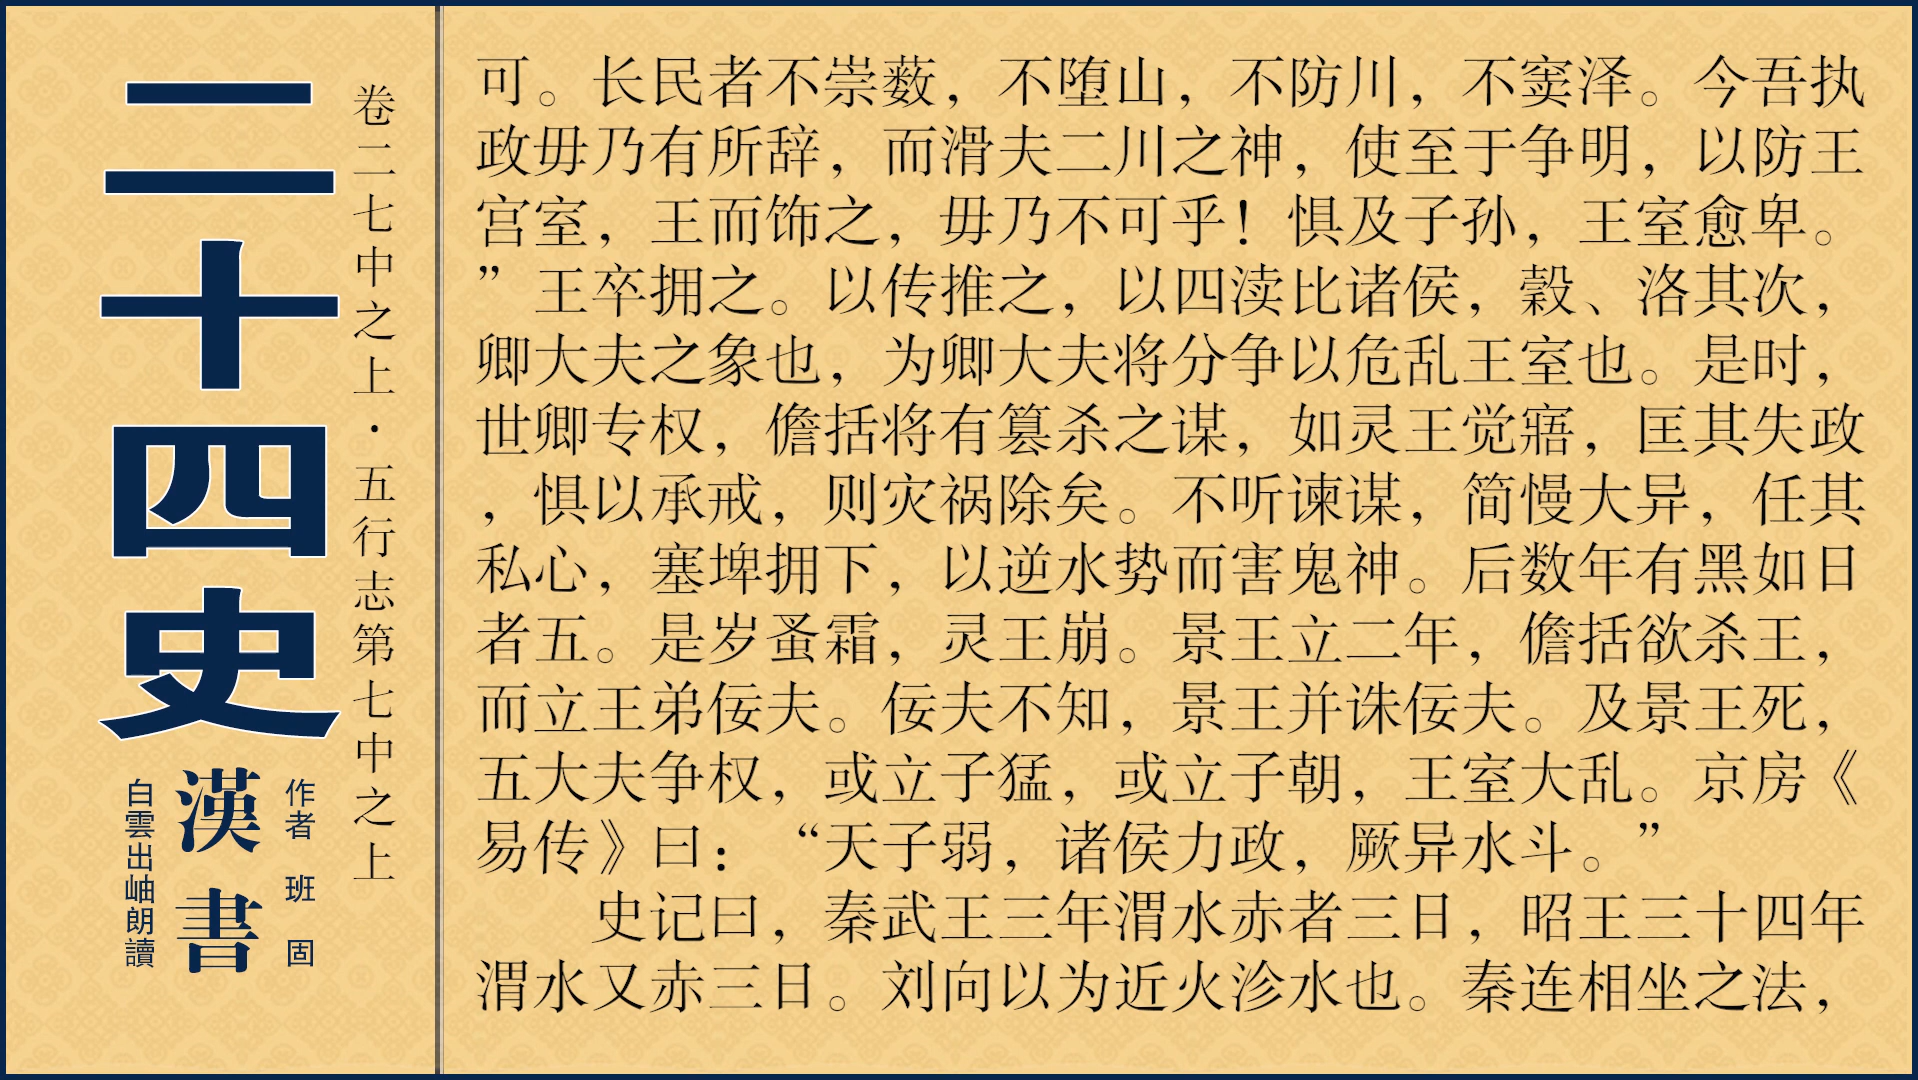 二十四史
卷二七中之上·五行志第七中之上
作者 班固
漢書
白雲出岫朗讀
可。长民者不崇薮，不堕山，不防川，不窦泽。今吾执
政毋乃有所辞，而滑夫二川之神，使至于争明，以防王
宫室，王而饰之，毋乃不可乎！惧及子孙，王室愈卑。
”王卒拥之。以传推之，以四渎比诸侯，穀、洛其次，
卿大夫之象也，为卿大夫将分争以危乱王室也。是时，
世卿专权，儋括将有篡杀之谋，如灵王觉寤，匡其失政
，惧以承戒，则灾祸除矣。不听谏谋，简慢大异，任其
私心，塞埤拥下，以逆水势而害鬼神。后数年有黑如日
者五。是岁蚤霜，灵王崩。景王立二年，儋括欲杀王，
而立王弟佞夫。佞夫不知，景王并诛佞夫。及景王死，
五大夫争权，或立子猛，或立子朝，王室大乱。京房《
易传》曰：“天子弱，诸侯力政，厥异水斗。”
史记曰，秦武王三年渭水赤者三日，昭王三十四年
渭水又赤三日。刘向以为近火沴水也。秦连相坐之法，